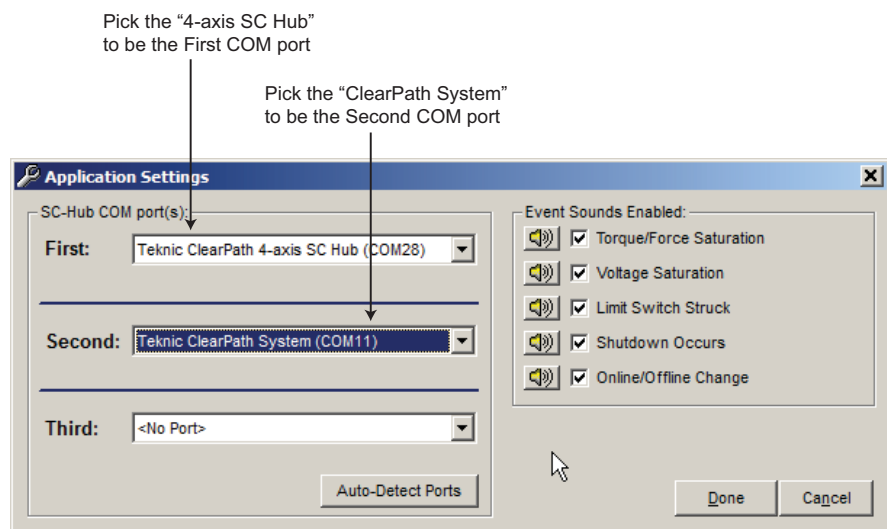 Pick the “4-axis SC Hub”
to be the First COM port
Pick the “ClearPath System”
to be the Second COM port
Application Settings
SC-Hub COM port(s):
First:
Teknic ClearPath 4-axis SC Hub (COM28)
Second:
Teknic ClearPath System (COM11)
Third:
<No Port>
Auto-Detect Ports
Event Sounds Enabled:
Torque/Force Saturation
Voltage Saturation
Limit Switch Struck
Shutdown Occurs
Online/Offline Change
Done
Cancel